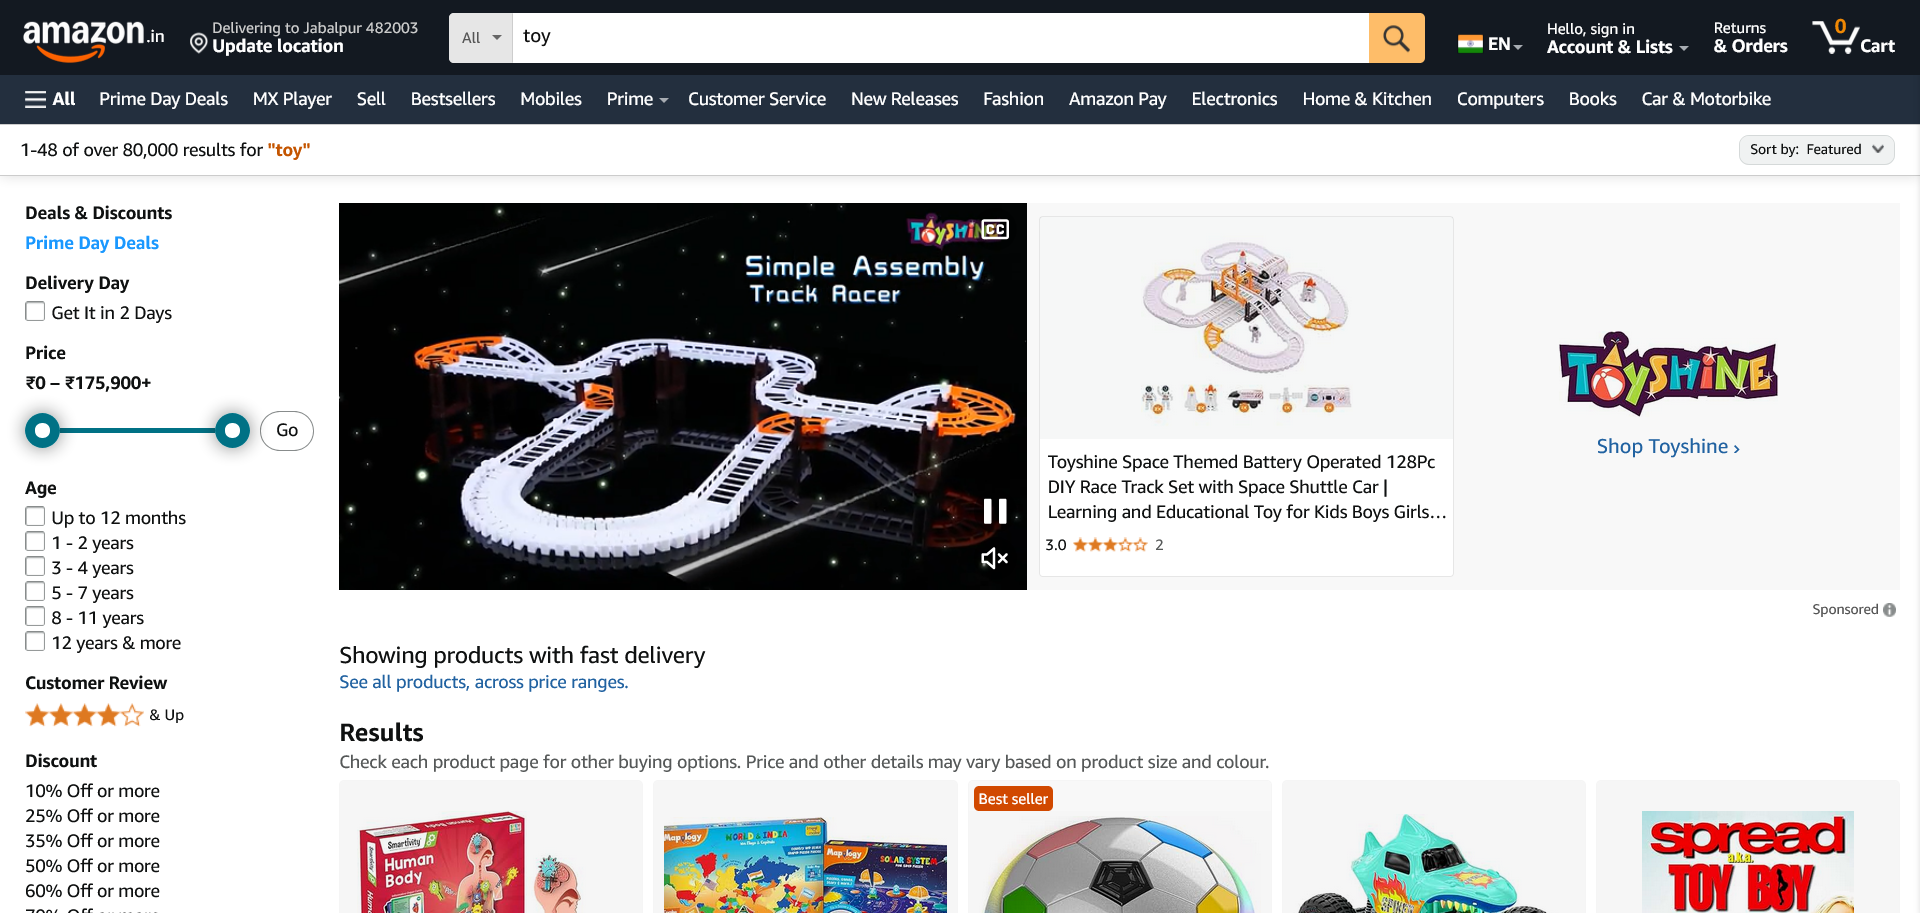 amazon.in
Delivering to Jabalpur 482003
Update location
All
toy
EN
Hello, sign in
Account & Lists
Returns
& Orders
0
Cart
All
Prime Day Deals
MX Player
Sell
Bestsellers
Mobiles
Prime
Customer Service
New Releases
Fashion
Amazon Pay
Electronics
Home & Kitchen
Computers
Books
Car & Motorbike
1-48 of over 80,000 results for "toy"
Sort by: Featured
Deals & Discounts
Prime Day Deals
Delivery Day
Get It in 2 Days
Price
₹0 – ₹175,900+
Go
Age
Up to 12 months
1 - 2 years
3 - 4 years
5 - 7 years
8 - 11 years
12 years & more
Customer Review
& Up
Discount
10% Off or more
25% Off or more
35% Off or more
50% Off or more
60% Off or more
70% Off or more
TOYSHINE
CC
Simple Assembly
Track Racer
Toyshine Space Themed Battery Operated 128Pc
DIY Race Track Set with Space Shuttle Car |
Learning and Educational Toy for Kids Boys Girls...
3.0
2
TOYSHINE
Shop Toyshine ›
Sponsored
Showing products with fast delivery
See all products, across price ranges.
Results
Check each product page for other buying options. Price and other details may vary based on product size and colour.
Smartivity
Human
Body
Map-ology
WORLD & INDIA
Map-ology
SOLAR SYSTEM
Best seller
spread
a.k.a.
TOY BOY